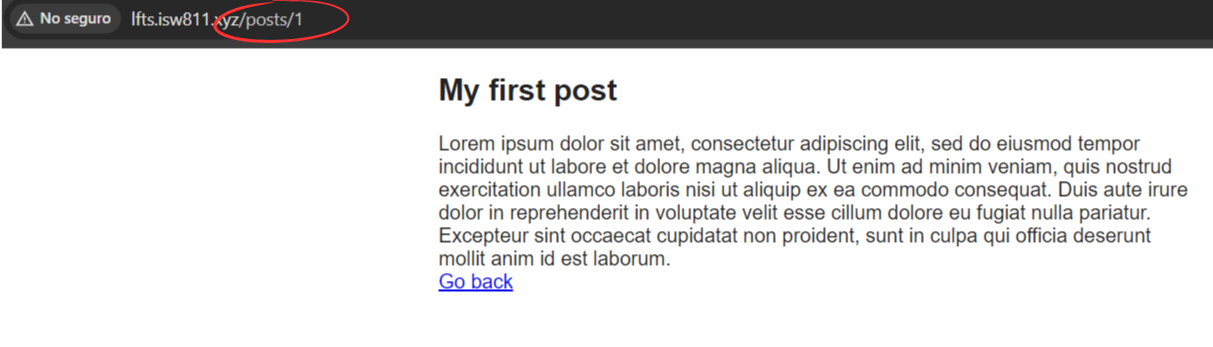 No seguro lfts.isw811.xyz/posts/1
My first post
Lorem ipsum dolor sit amet, consectetur adipiscing elit, sed do eiusmod tempor
incididunt ut labore et dolore magna aliqua. Ut enim ad minim veniam, quis nostrud
exercitation ullamco laboris nisi ut aliquip ex ea commodo consequat. Duis aute irure
dolor in reprehenderit in voluptate velit esse cillum dolore eu fugiat nulla pariatur.
Excepteur sint occaecat cupidatat non proident, sunt in culpa qui officia deserunt
mollit anim id est laborum.
Go back